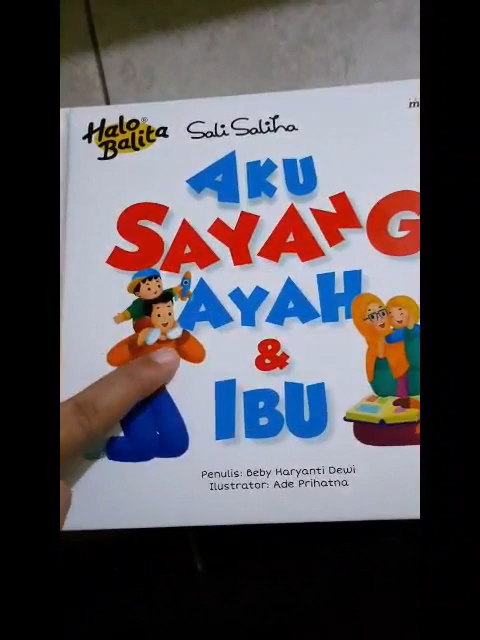 Halo Balita®
Sali Saliha
AKU
SAYANG
AYAH
&
IBU
Penulis: Beby Haryanti Dewi
Ilustrator: Ade Prihatna